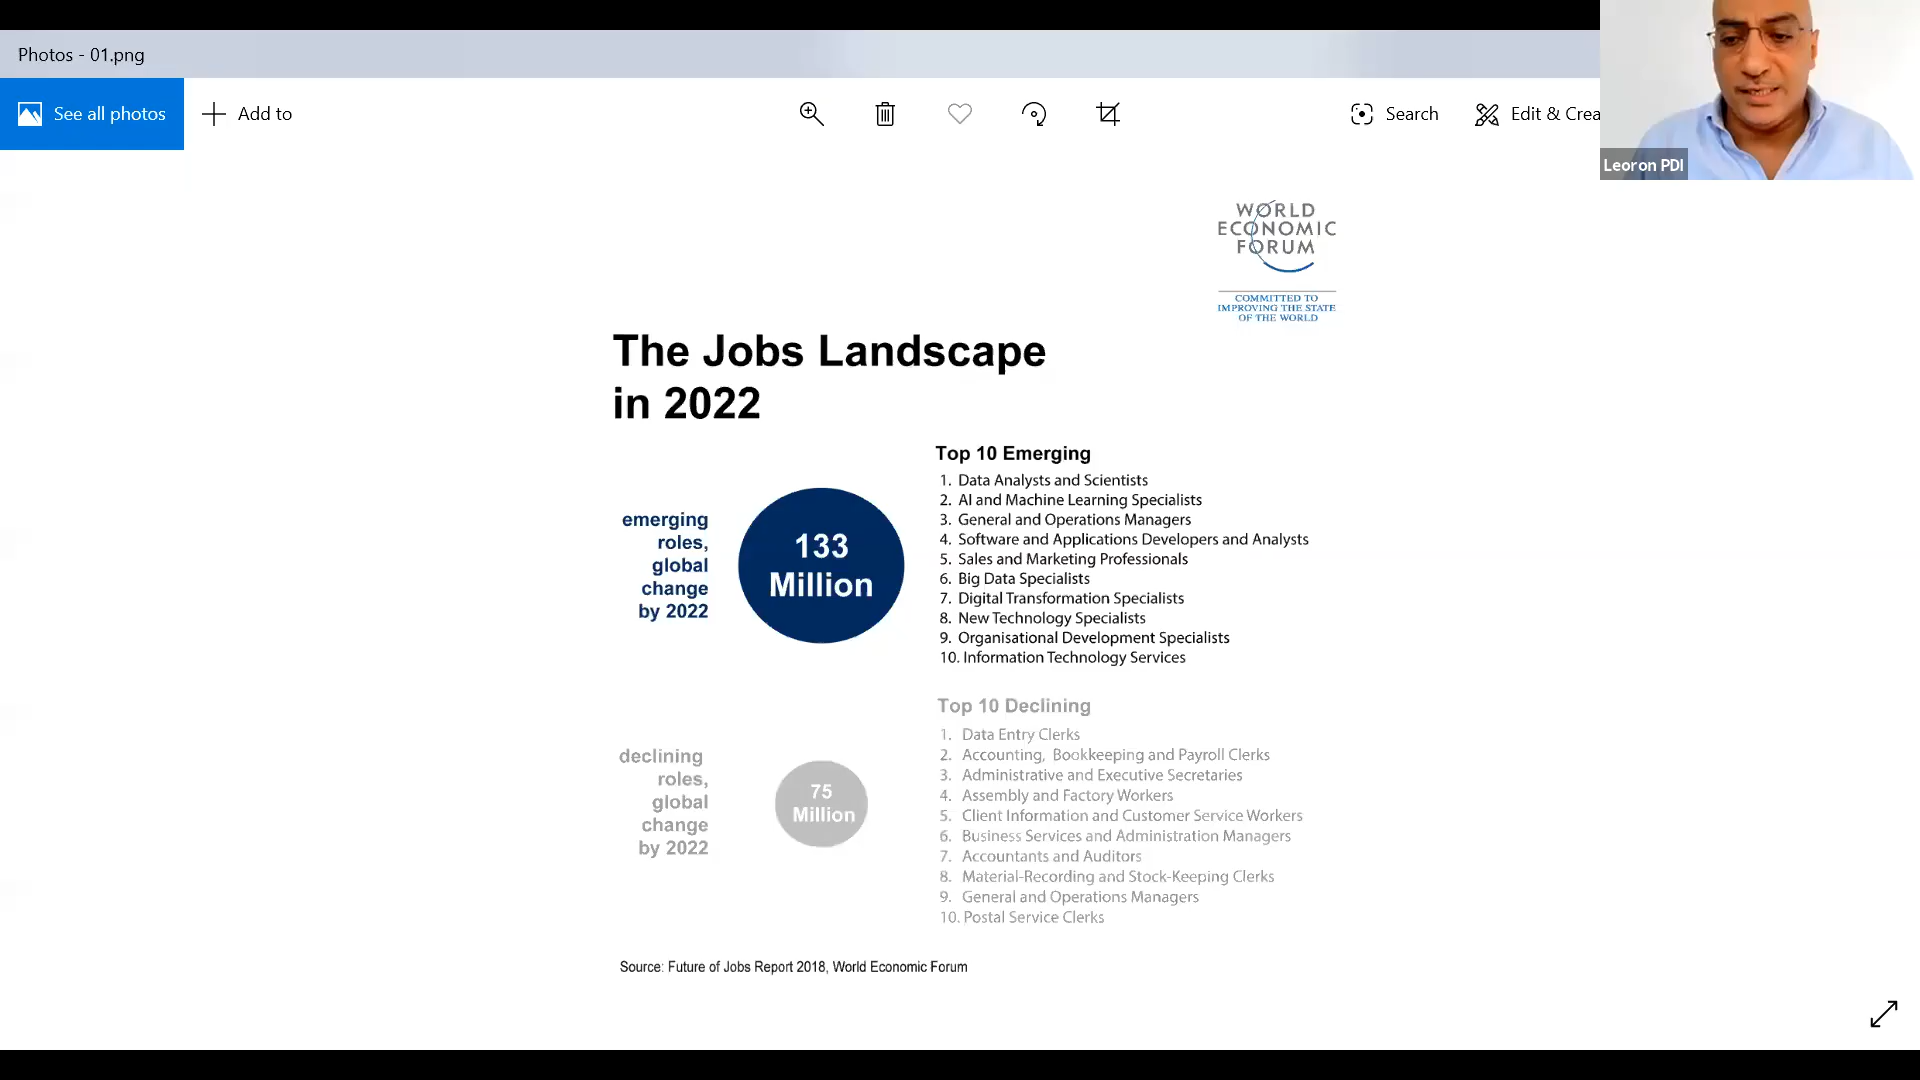 Photos - 01.png
See all photos
Add to
Search
Edit & Crea
Leoron PDI
WORLD
ECONOMIC
FORUM
COMMITTED TO
IMPROVING THE STATE
OF THE WORLD
The Jobs Landscape
in 2022
emerging
roles,
global
change
by 2022
133
Million
Top 10 Emerging
1. Data Analysts and Scientists
2. AI and Machine Learning Specialists
3. General and Operations Managers
4. Software and Applications Developers and Analysts
5. Sales and Marketing Professionals
6. Big Data Specialists
7. Digital Transformation Specialists
8. New Technology Specialists
9. Organisational Development Specialists
10. Information Technology Services
declining
roles,
global
change
by 2022
75
Million
Top 10 Declining
1. Data Entry Clerks
2. Accounting, Bookkeeping and Payroll Clerks
3. Administrative and Executive Secretaries
4. Assembly and Factory Workers
5. Client Information and Customer Service Workers
6. Business Services and Administration Managers
7. Accountants and Auditors
8. Material-Recording and Stock-Keeping Clerks
9. General and Operations Managers
10. Postal Service Clerks
Source: Future of Jobs Report 2018, World Economic Forum